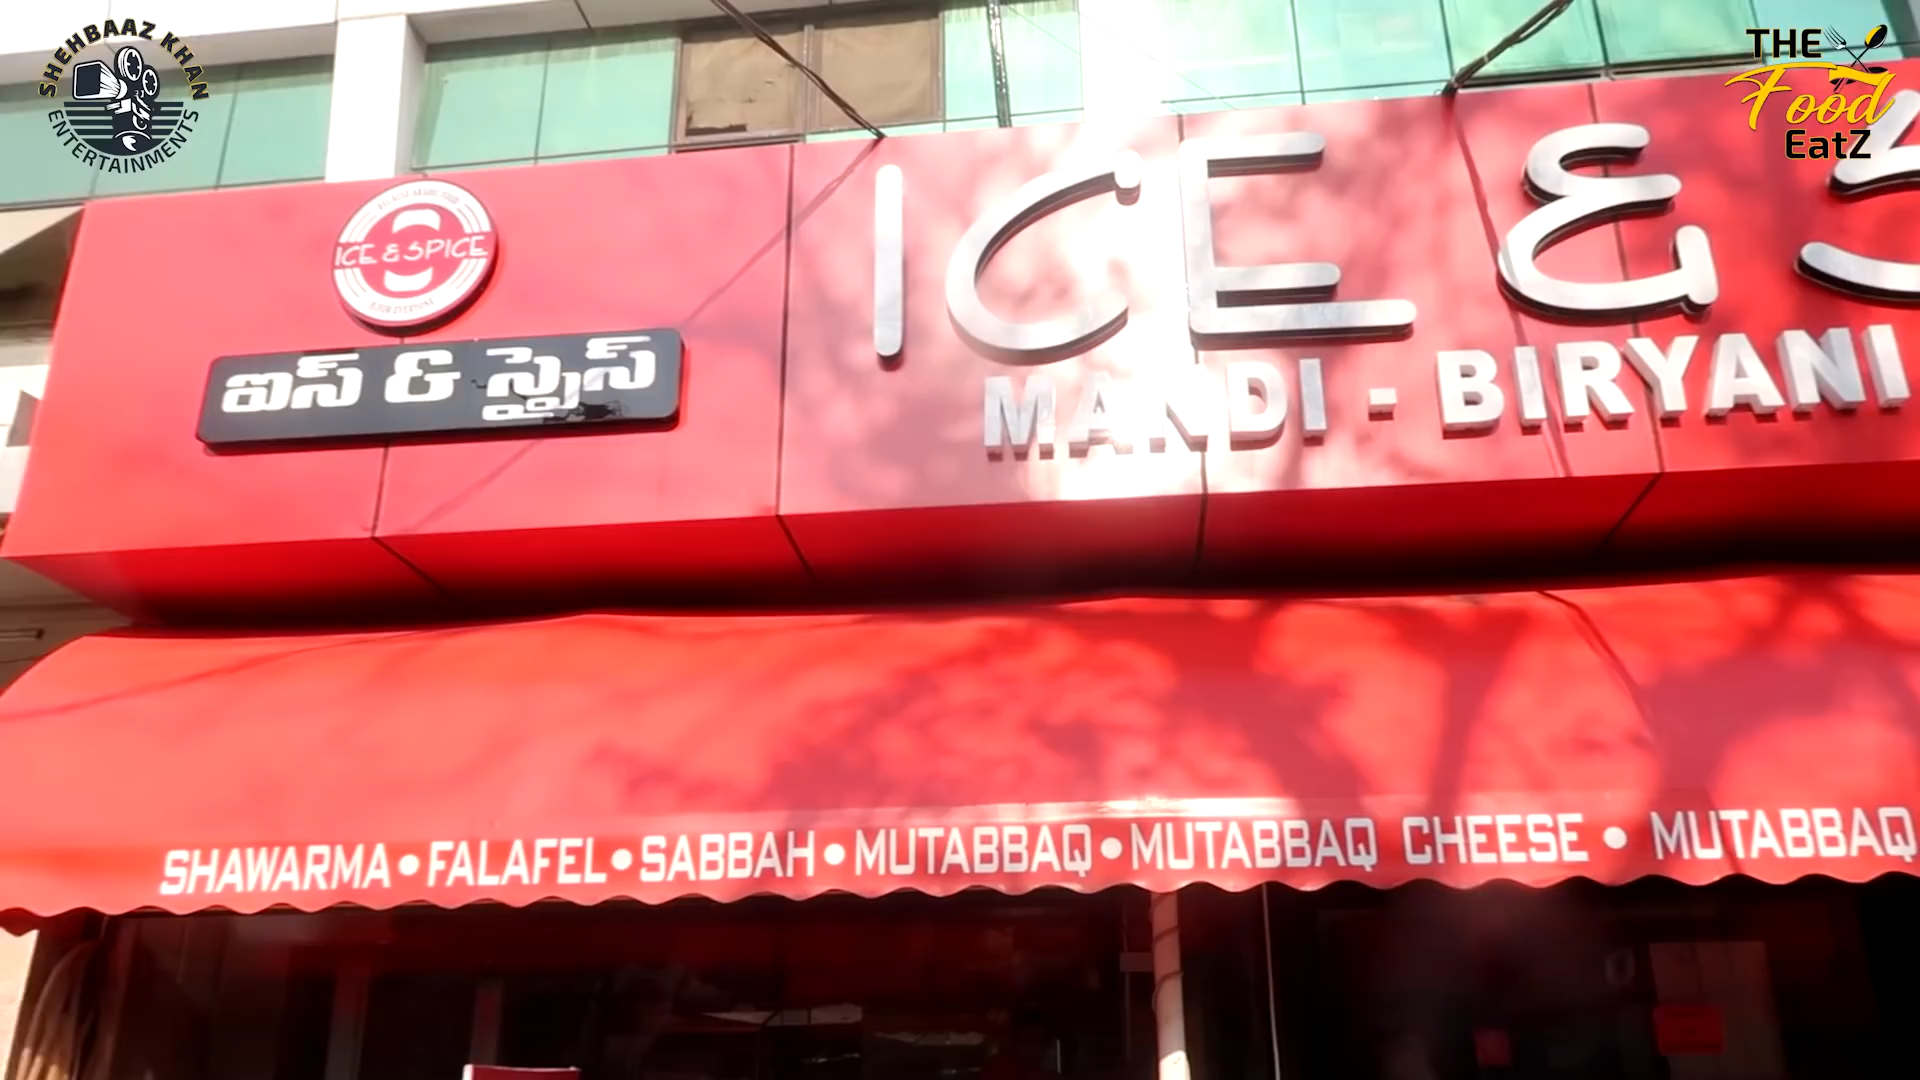 SHEHBAAZ KHAN
ENTERTAINMENTS
THE
Food
EatZ
ICE & SPICE
ఐస్ & స్పైస్
ICE &
MANDI - BIRYANI
SHAWARMA • FALAFEL • SABBAH • MUTABBAQ • MUTABBAQ CHEESE • MUTABBAQ